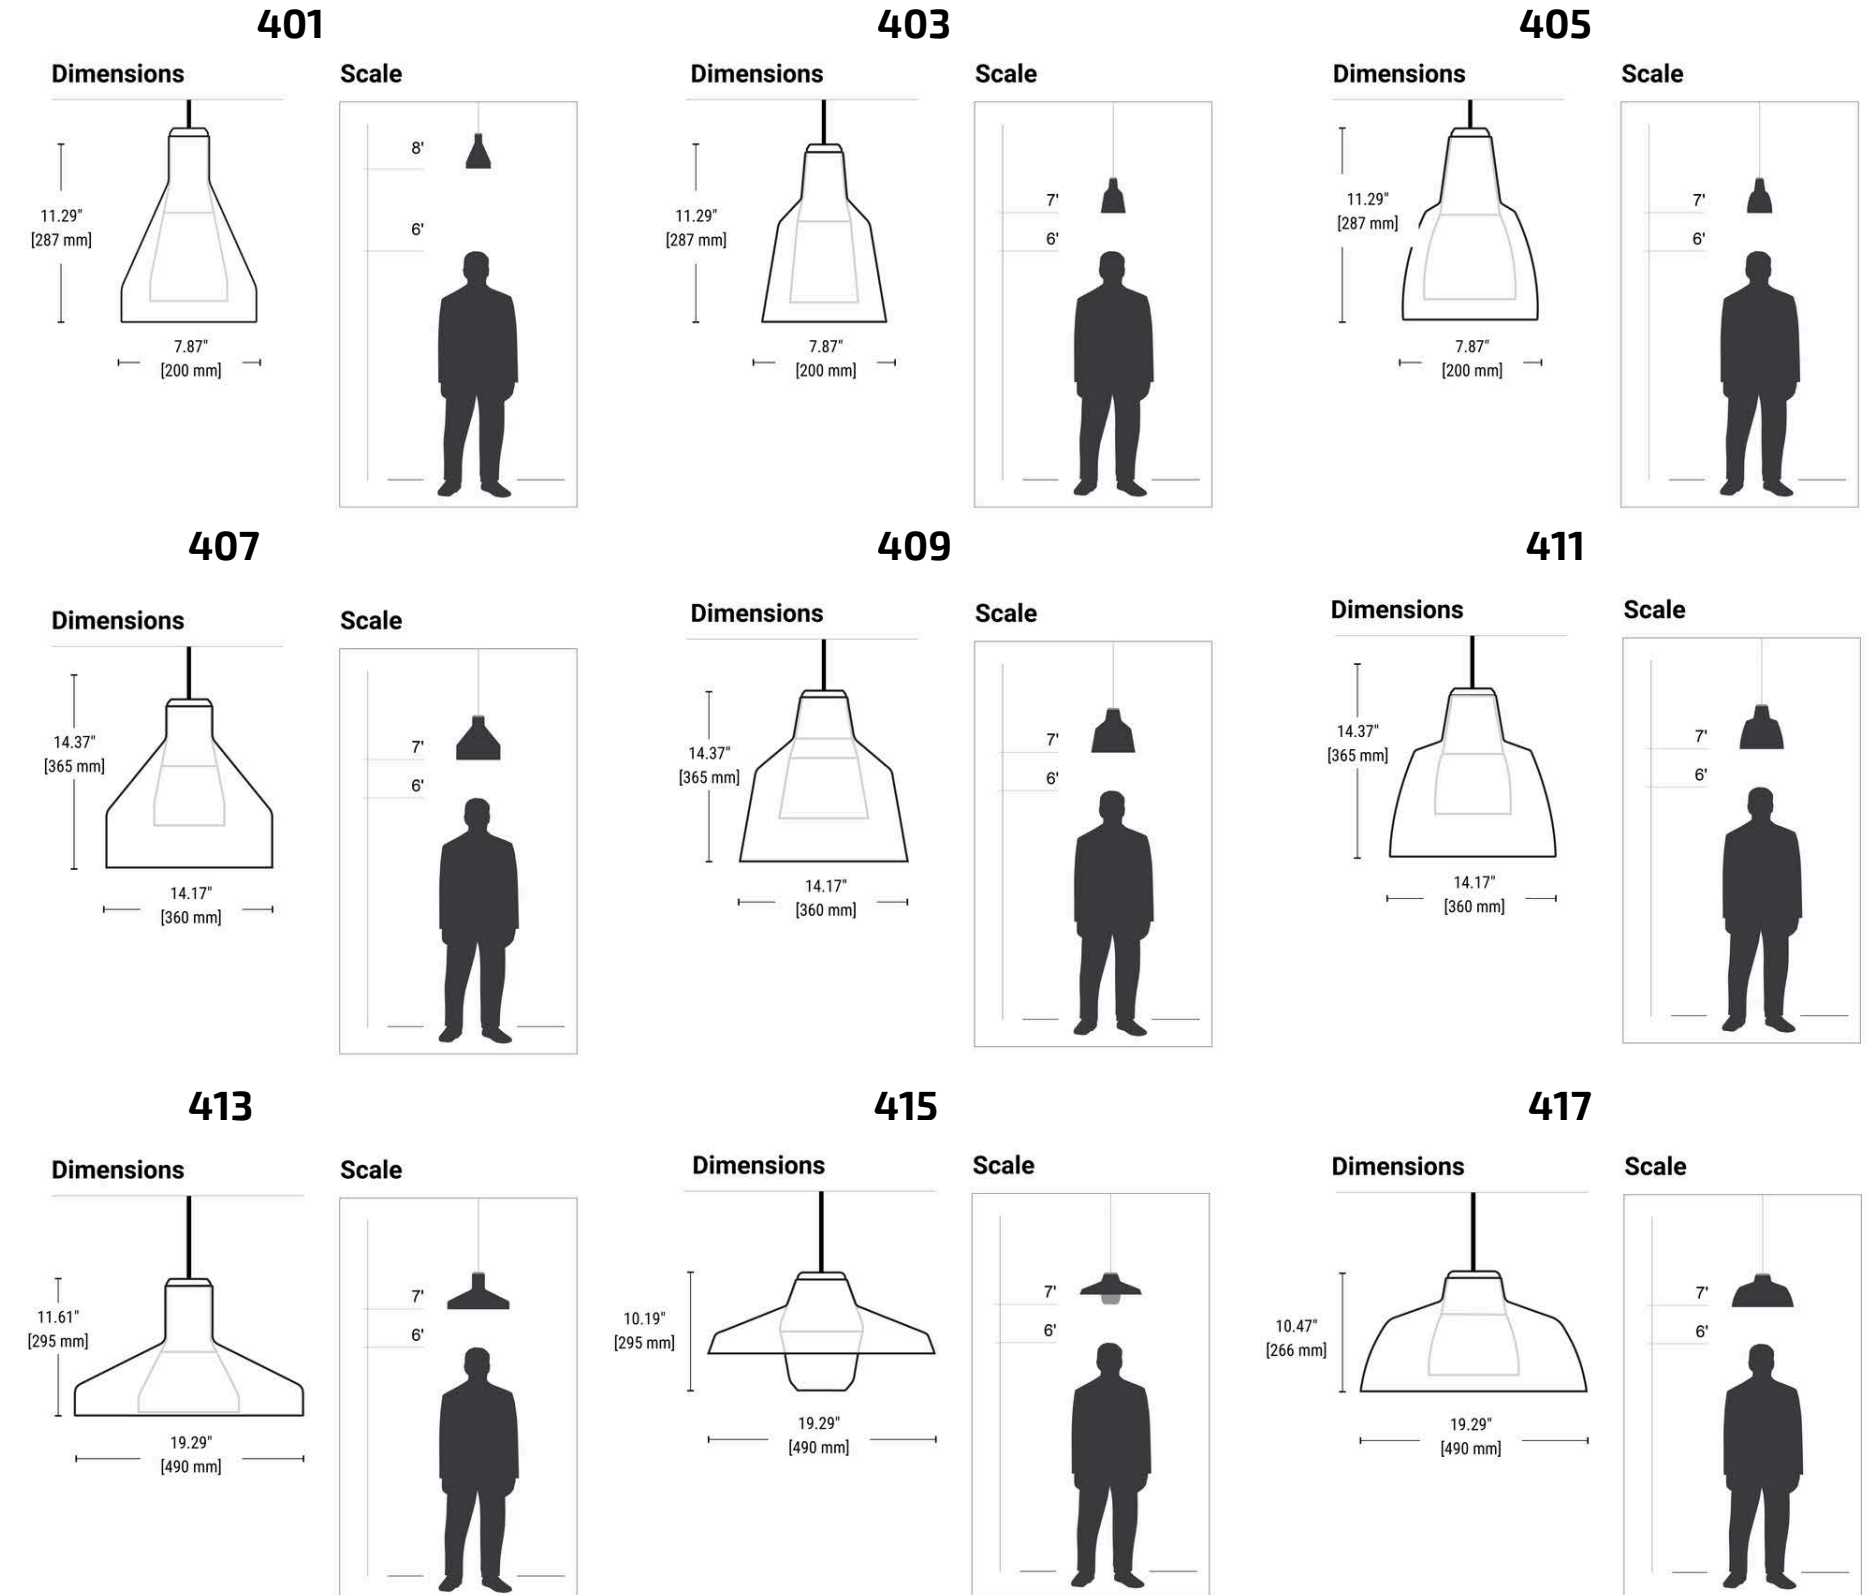 401
Dimensions
Scale
11.29"
[287 mm]
7.87"
[200 mm]
8'
6'
403
Dimensions
Scale
11.29"
[287 mm]
7.87"
[200 mm]
7'
6'
405
Dimensions
Scale
11.29"
[287 mm]
7.87"
[200 mm]
7'
6'
407
Dimensions
Scale
14.37"
[365 mm]
14.17"
[360 mm]
7'
6'
409
Dimensions
Scale
14.37"
[365 mm]
14.17"
[360 mm]
7'
6'
411
Dimensions
Scale
14.37"
[365 mm]
14.17"
[360 mm]
7'
6'
413
Dimensions
Scale
11.61"
[295 mm]
19.29"
[490 mm]
7'
6'
415
Dimensions
Scale
10.19"
[295 mm]
19.29"
[490 mm]
7'
6'
417
Dimensions
Scale
10.47"
[266 mm]
19.29"
[490 mm]
7'
6'